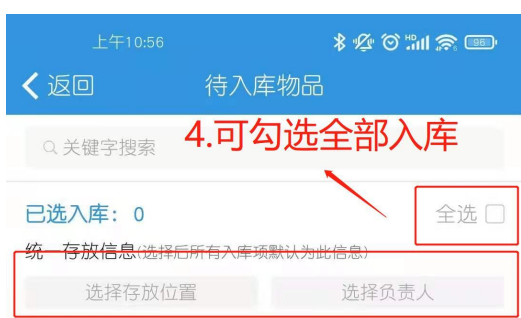 上午10:56 HD 6 96
返回 待入库物品
关键字搜索 4.可勾选全部入库
已选入库：0 全选
统一存放信息(选择后所有入库项默认为此信息)
选择存放位置 选择负责人